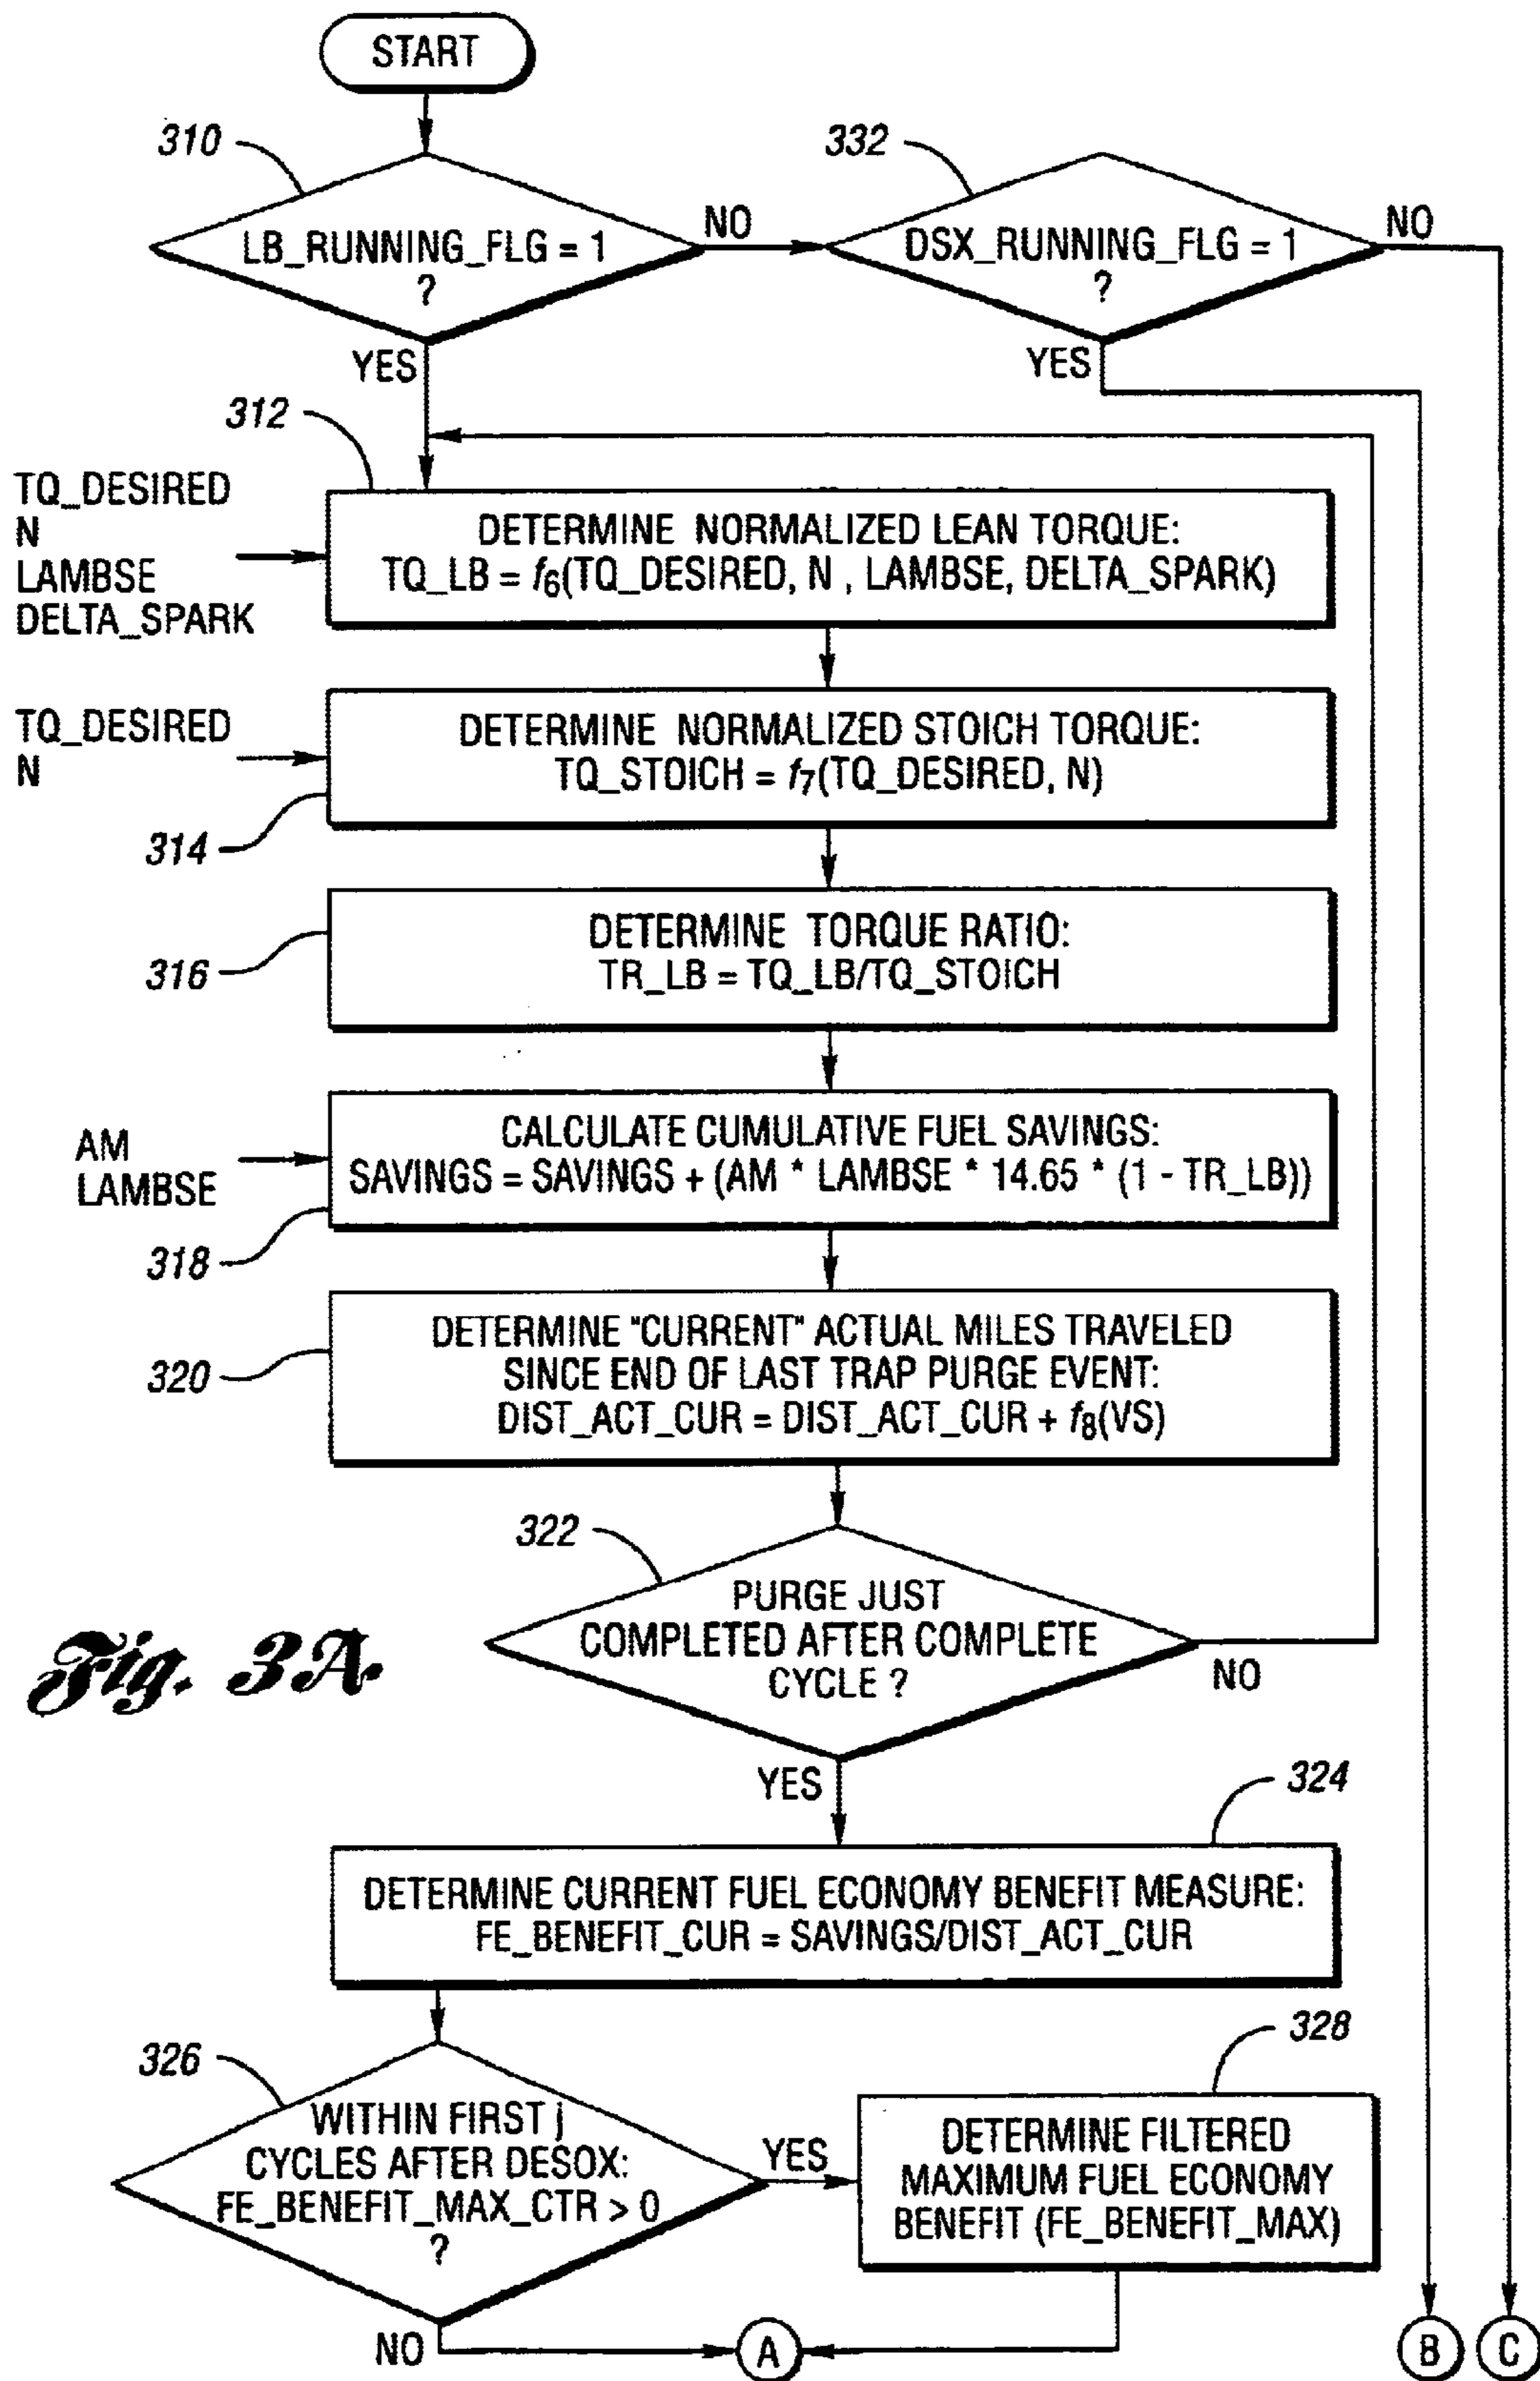 START
310
332
LB_RUNNING_FLG = 1
?
NO
DSX_RUNNING_FLG = 1
?
NO
YES
YES
312
TQ_DESIRED
N
LAMBSE
DELTA_SPARK
DETERMINE NORMALIZED LEAN TORQUE:
TQ_LB = f6(TQ_DESIRED, N , LAMBSE, DELTA_SPARK)
TQ_DESIRED
N
DETERMINE NORMALIZED STOICH TORQUE:
TQ_STOICH = f7(TQ_DESIRED, N)
314
DETERMINE TORQUE RATIO:
TR_LB = TQ_LB/TQ_STOICH
316
AM
LAMBSE
CALCULATE CUMULATIVE FUEL SAVINGS:
SAVINGS = SAVINGS + (AM * LAMBSE * 14.65 * (1 - TR_LB))
318
DETERMINE "CURRENT" ACTUAL MILES TRAVELED
SINCE END OF LAST TRAP PURGE EVENT:
DIST_ACT_CUR = DIST_ACT_CUR + f8(VS)
320
322
PURGE JUST
COMPLETED AFTER COMPLETE
CYCLE ?
NO
Fig. 3A.
YES
324
DETERMINE CURRENT FUEL ECONOMY BENEFIT MEASURE:
FE_BENEFIT_CUR = SAVINGS/DIST_ACT_CUR
326
328
WITHIN FIRST j
CYCLES AFTER DESOX:
FE_BENEFIT_MAX_CTR > 0
?
YES
DETERMINE FILTERED
MAXIMUM FUEL ECONOMY
BENEFIT (FE_BENEFIT_MAX)
NO
A
B
C